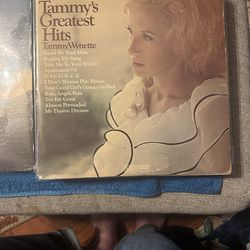 Tammy's
Greatest
Hits
Tammy Wynette
Stand By Your Man
Singing My Song
Take Me To Your World
Apartment #9
D-I-V-O-R-C-E
I Don't Wanna Play House
Your Good Girl's Gonna Go Bad
Run, Angel, Run
Too Far Gone
Almost Persuaded
My Elusive Dreams